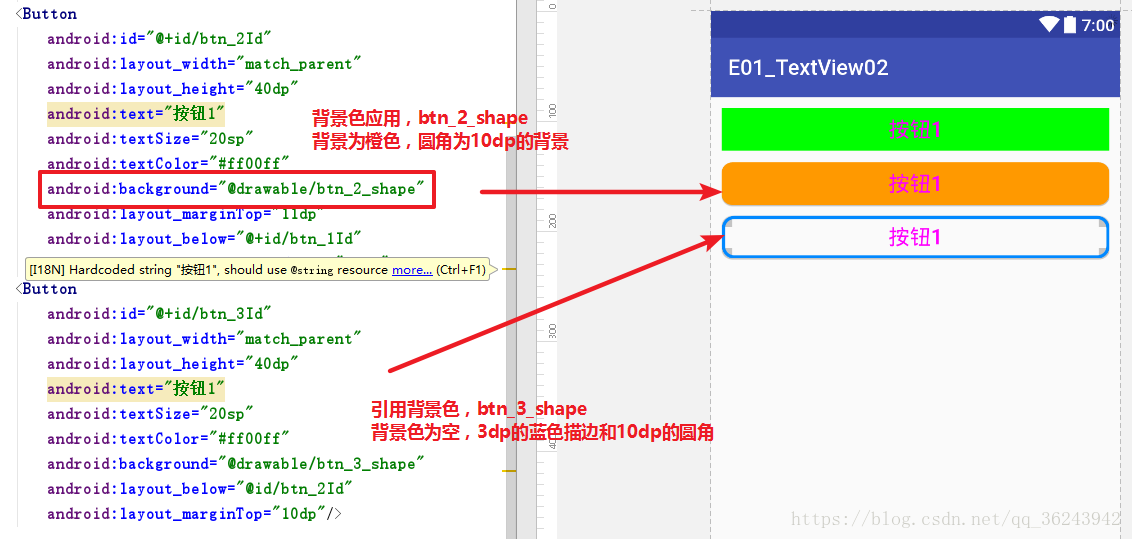 <Button
android:id="@+id/btn_2Id"
android:layout_width="match_parent"
android:layout_height="40dp"
android:text="按钮1"
android:textSize="20sp"
android:textColor="#ff00ff"
android:background="@drawable/btn_2_shape"
android:layout_marginTop="11dp"
android:layout_below="@+id/btn_1Id"
[I18N] Hardcoded string "按钮1", should use @string resource more... (Ctrl+F1)
<Button
android:id="@+id/btn_3Id"
android:layout_width="match_parent"
android:layout_height="40dp"
android:text="按钮1"
android:textSize="20sp"
android:textColor="#ff00ff"
android:background="@drawable/btn_3_shape"
android:layout_below="@id/btn_2Id"
android:layout_marginTop="10dp"/>
背景色应用，btn_2_shape
背景为橙色，圆角为10dp的背景
引用背景色，btn_3_shape
背景色为空，3dp的蓝色描边和10dp的圆角
0
100
200
300
400
7:00
E01_TextView02
按钮1
按钮1
按钮1
https://blog.csdn.net/qq_36243942